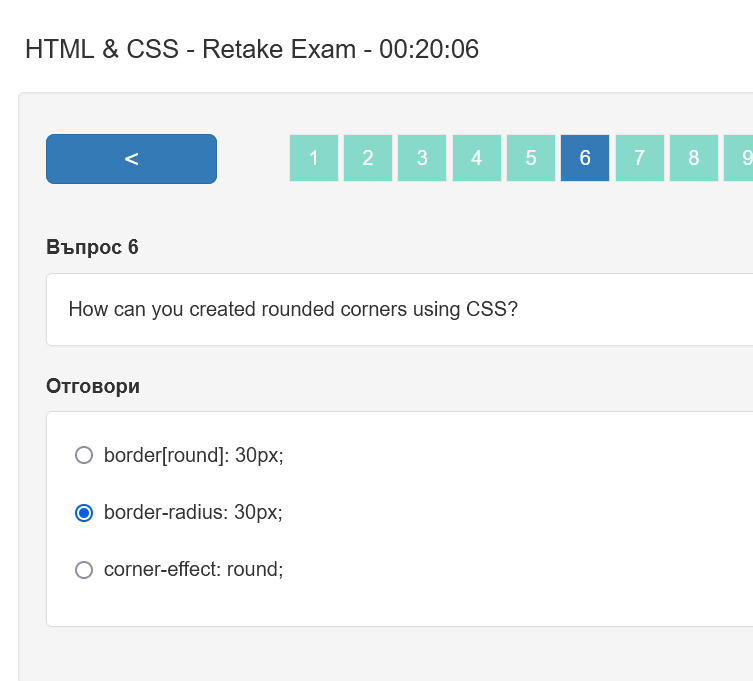 HTML & CSS - Retake Exam - 00:20:06
< 1 2 3 4 5 6 7 8 9
Въпрос 6
How can you created rounded corners using CSS?
Отговори
border[round]: 30px;
border-radius: 30px;
corner-effect: round;